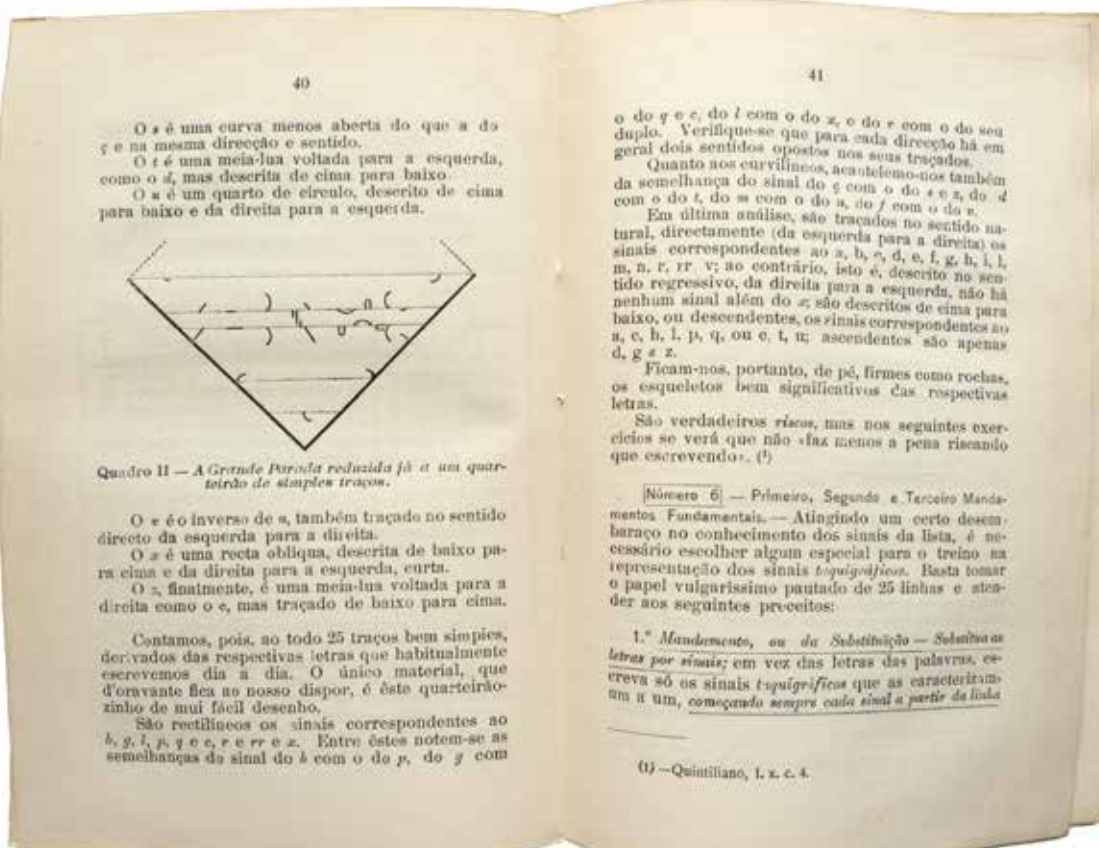 40
O s é uma curva menos aberta do que a do
ç e na mesma direcção e sentido.
O t é uma meia-lua voltada para a esquerda,
como o d, mas descrita de cima para baixo.
O u é um quarto de círculo, descrito de cima
para baixo e da direita para a esquerda.
Quadro II — A Grande Parada reduzida já a um quar-
teirão de simples traços.
O v é o inverso de u, também traçado no sentido
directo da esquerda para a direita.
O x é uma recta oblíqua, descrita de baixo pa-
ra cima e da direita para a esquerda, curta.
O z, finalmente, é uma meia-lua voltada para a
direita como o c, mas traçado de baixo para cima.
Contamos, pois, ao todo 25 traços bem simples,
derivados das respectivas letras que habitualmente
escrevemos dia a dia. O único material, que
d'oravante fica ao nosso dispor, é êste quarteirão-
zinho de mui fácil desenho.
São rectilíneos os sinais correspondentes ao
b, g, l, p, q e c, r e rr e x. Entre êstes notem-se as
semelhanças do sinal do b com o do p, do g com
41
o do q e c, do l com o do x, e do r com o do seu
duplo. Verifique-se que para cada direcção há em
geral dois sentidos opostos nos seus traçados.
Quanto aos curvilíneos, acautelemo-nos também
da semelhança do sinal do ç com o do s e z, do d
com o do t, do m com o do n, do f com o do v.
Em última análise, são traçados no sentido na-
tural, directamente (da esquerda para a direita) os
sinais correspondentes ao a, b, c, d, e, f, g, h, i, l,
m, n, r, rr v; ao contrário, isto é, descrito no sen-
tido regressivo, da direita para a esquerda, não há
nenhum sinal além do x; são descritos de cima para
baixo, ou descendentes, os sinais correspondentes ao
a, c, h, l, p, q, ou c, t, u; ascendentes são apenas
d, g e z.
Ficam-nos, portanto, de pé, firmes como rochas,
os esqueletos bem significativos das respectivas
letras.
São verdadeiros riscos, mas nos seguintes exer-
cícios se verá que não «faz menos a pena riscando
que escrevendo». (¹)
Número 6 — Primeiro, Segundo e Terceiro Manda-
mentos Fundamentais. — Atingindo um certo desem-
baraço no conhecimento dos sinais da lista, é ne-
cessário escolher algum especial para o treino na
representação dos sinais taquigráficos. Basta tomar
o papel vulgaríssimo pautado de 25 linhas e aten-
der aos seguintes preceitos:
1.º Mandamento, ou da Substituïção — Substitua as
letras por sinais; em vez das letras das palavras, es-
creva só os sinais taquigráficos que as caracterizam
um a um, começando sempre cada sinal a partir da linha
(1) — Quintiliano, l. x. c. 4.